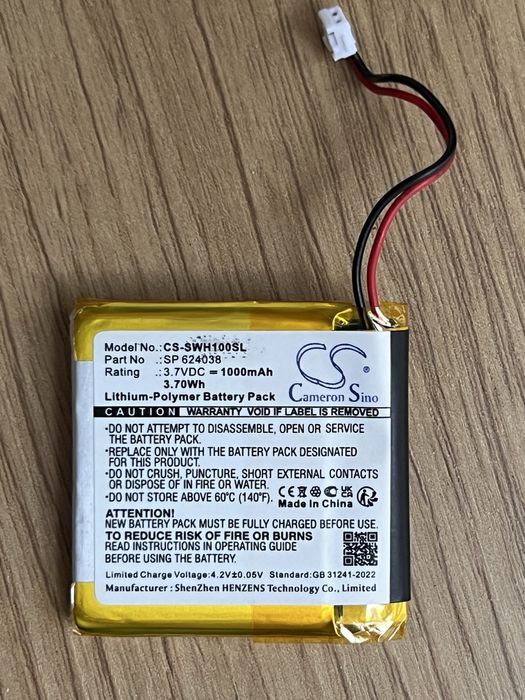 Model No.: CS-SWH100SL
Part No : SP 624038
Rating : 3.7VDC = 1000mAh
3.70Wh
Lithium-Polymer Battery Pack
CS
Cameron Sino
CAUTION WARRANTY VOID IF LABEL IS REMOVED
•DO NOT ATTEMPT TO DISASSEMBLE, OPEN OR SERVICE
THE BATTERY PACK.
•REPLACE ONLY WITH THE BATTERY PACK DESIGNATED
FOR THIS PRODUCT.
•DO NOT CRUSH, PUNCTURE, SHORT EXTERNAL CONTACTS
OR DISPOSE OF IN FIRE OR WATER.
•DO NOT STORE ABOVE 60°C (140°F).
Made In China
ATTENTION!
NEW BATTERY PACK MUST BE FULLY CHARGED BEFORE USE
TO REDUCE RISK OF FIRE OR BURNS
READ INSTRUCTIONS IN PRODUCT MANUAL
BEFORE USING.
Limited Charge Voltage:4.2V±0.05V Standard:GB 31241-2022
Manufacturer : ShenZhen HENZENS Technology Co., Limited.